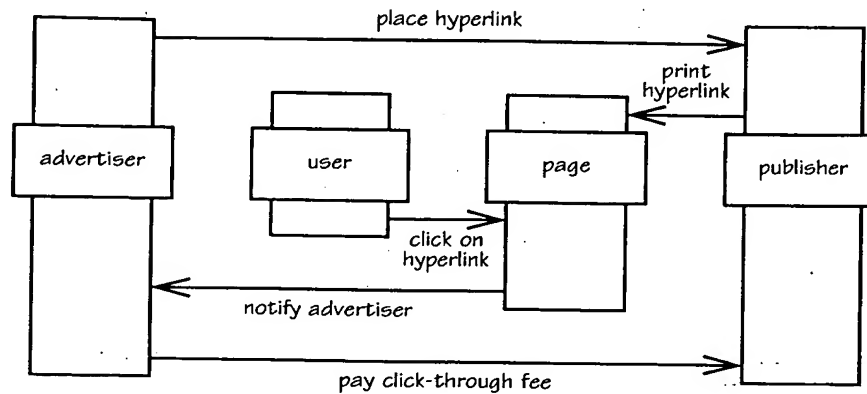 place hyperlink
print
hyperlink
advertiser
user
page
publisher
click on
hyperlink
notify advertiser
pay click-through fee